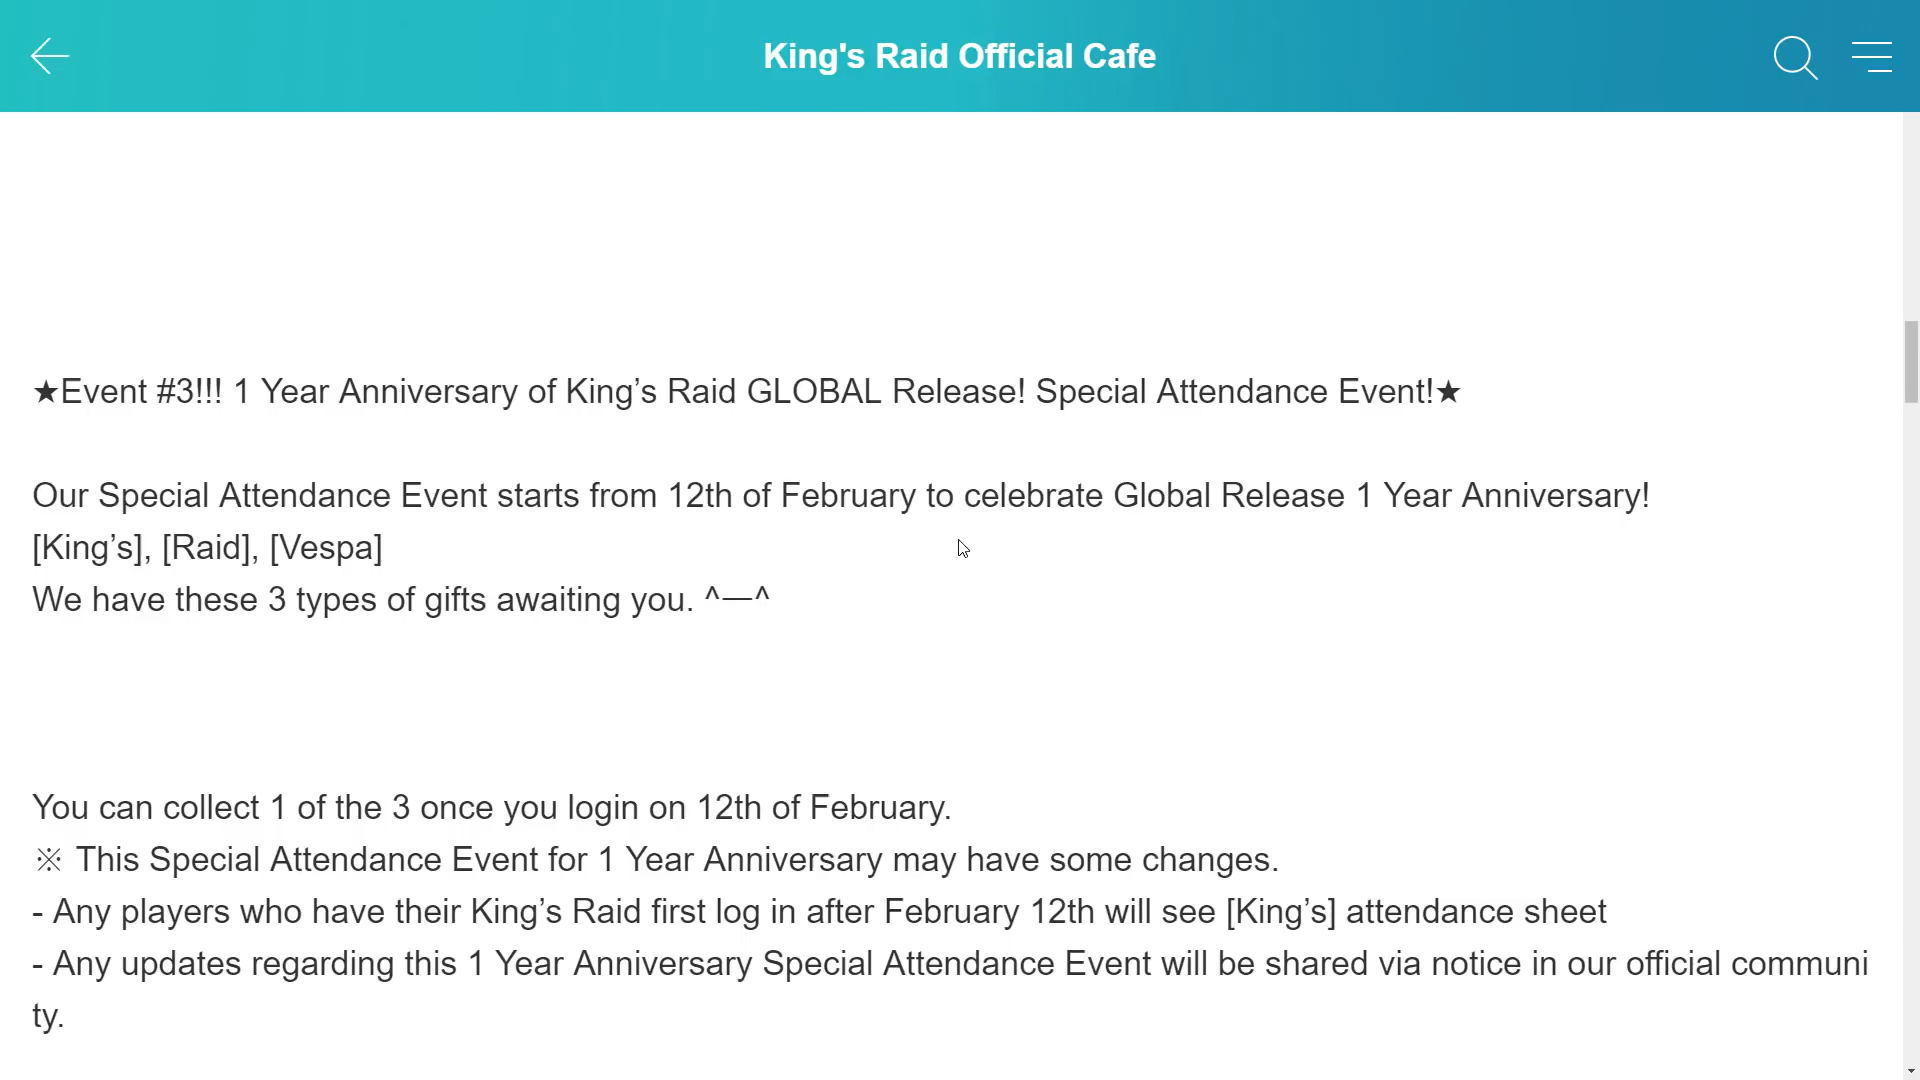 King's Raid Official Cafe
★Event #3!!! 1 Year Anniversary of King’s Raid GLOBAL Release! Special Attendance Event!★
Our Special Attendance Event starts from 12th of February to celebrate Global Release 1 Year Anniversary!
[King’s], [Raid], [Vespa]
We have these 3 types of gifts awaiting you. ^—^
You can collect 1 of the 3 once you login on 12th of February.
※ This Special Attendance Event for 1 Year Anniversary may have some changes.
- Any players who have their King’s Raid first log in after February 12th will see [King’s] attendance sheet
- Any updates regarding this 1 Year Anniversary Special Attendance Event will be shared via notice in our official communi
ty.